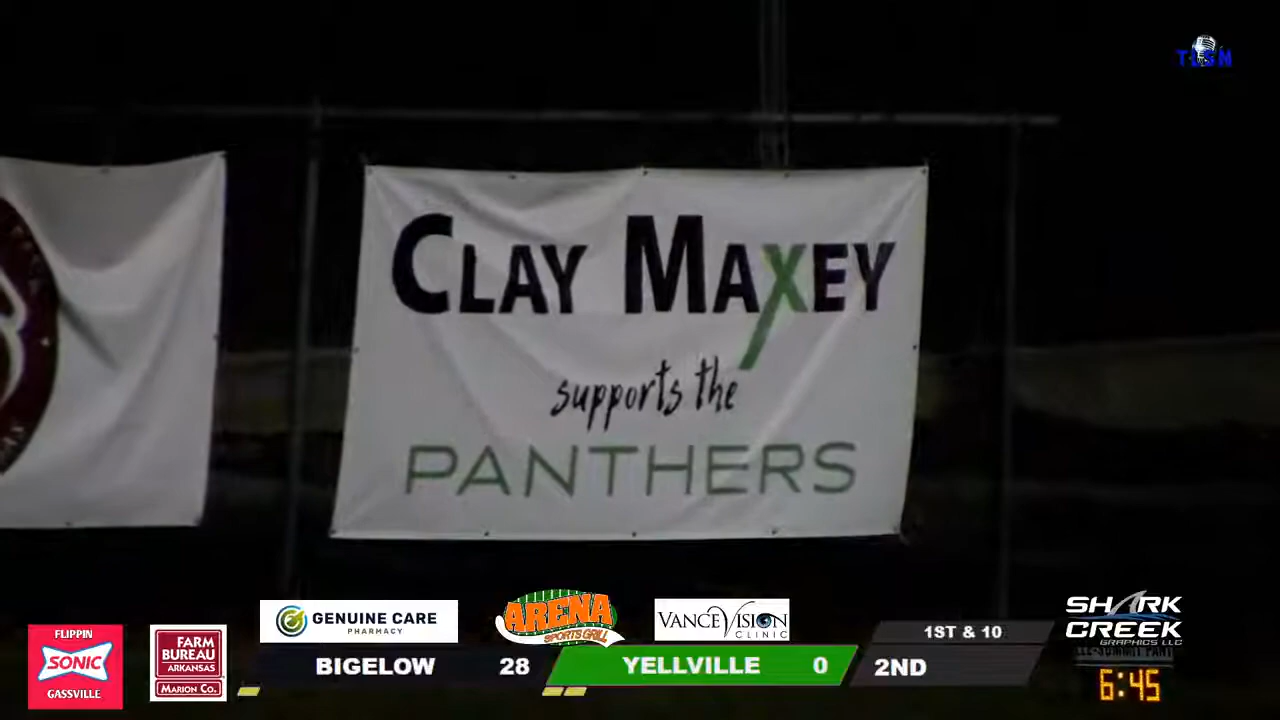 TLSN
CLAY MAXEY
supports the
PANTHERS
GENUINE CARE
PHARMACY
ARENA
SPORTS GRILL
VANCE VISION
CLINIC
SHARK
CREEK
GRAPHICS LLC
FLIPPIN
SONIC
GASSVILLE
FARM
BUREAU
ARKANSAS
MARION CO.
BIGELOW 28
YELLVILLE 0
1ST & 10
2ND
6:45